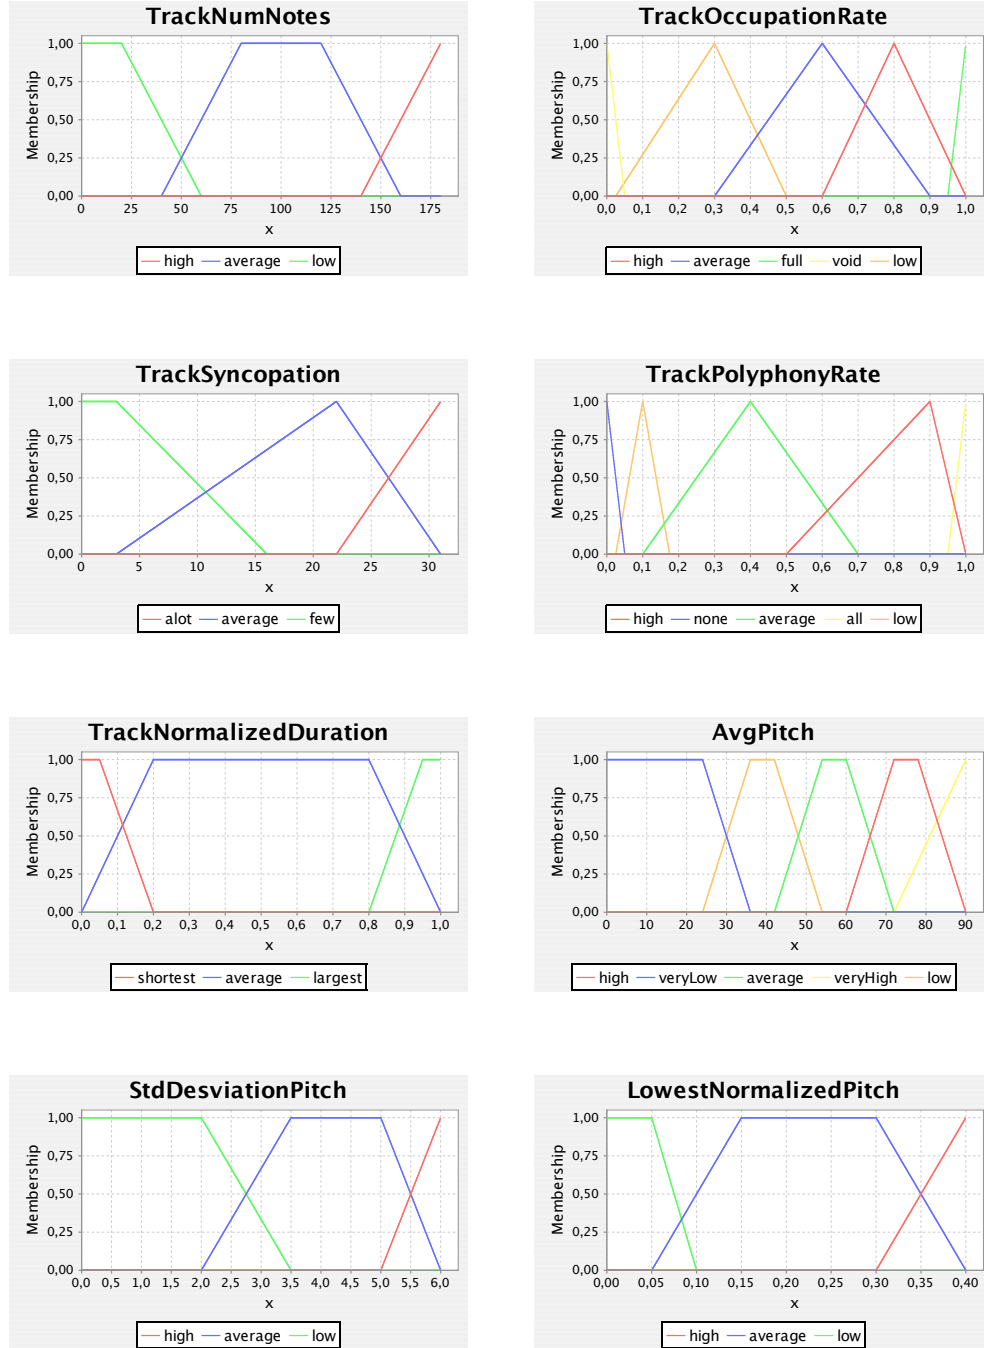 TrackNumNotes
1,00
0,75
0,50
0,25
0,00
Membership
0 25 50 75 100 125 150 175
x
high average low
TrackOccupationRate
1,00
0,75
0,50
0,25
0,00
Membership
0,0 0,1 0,2 0,3 0,4 0,5 0,6 0,7 0,8 0,9 1,0
x
high average full void low
TrackSyncopation
1,00
0,75
0,50
0,25
0,00
Membership
0 5 10 15 20 25 30
x
alot average few
TrackPolyphonyRate
1,00
0,75
0,50
0,25
0,00
Membership
0,0 0,1 0,2 0,3 0,4 0,5 0,6 0,7 0,8 0,9 1,0
x
high none average all low
TrackNormalizedDuration
1,00
0,75
0,50
0,25
0,00
Membership
0,0 0,1 0,2 0,3 0,4 0,5 0,6 0,7 0,8 0,9 1,0
x
shortest average largest
AvgPitch
1,00
0,75
0,50
0,25
0,00
Membership
0 10 20 30 40 50 60 70 80 90
x
high veryLow average veryHigh low
StdDesviationPitch
1,00
0,75
0,50
0,25
0,00
Membership
0,0 0,5 1,0 1,5 2,0 2,5 3,0 3,5 4,0 4,5 5,0 5,5 6,0
x
high average low
LowestNormalizedPitch
1,00
0,75
0,50
0,25
0,00
Membership
0,00 0,05 0,10 0,15 0,20 0,25 0,30 0,35 0,40
x
high average low